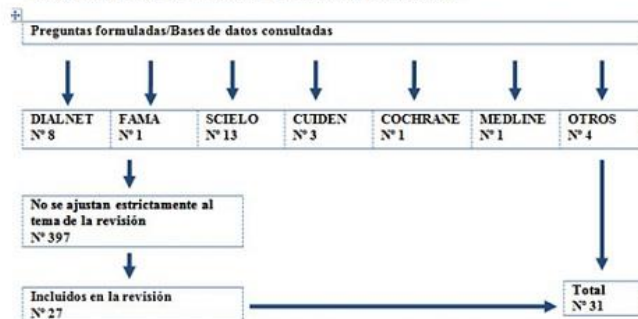 Preguntas formuladas/Bases de datos consultadas
DIALNET
Nº 8
FAMA
Nº 1
SCIELO
Nº 13
CUIDEN
Nº 3
COCHRANE
Nº 1
MEDLINE
Nº 1
OTROS
Nº 4
No se ajustan estrictamente al
tema de la revisión
Nº 397
Incluidos en la revisión
Nº 27
Total
Nº 31